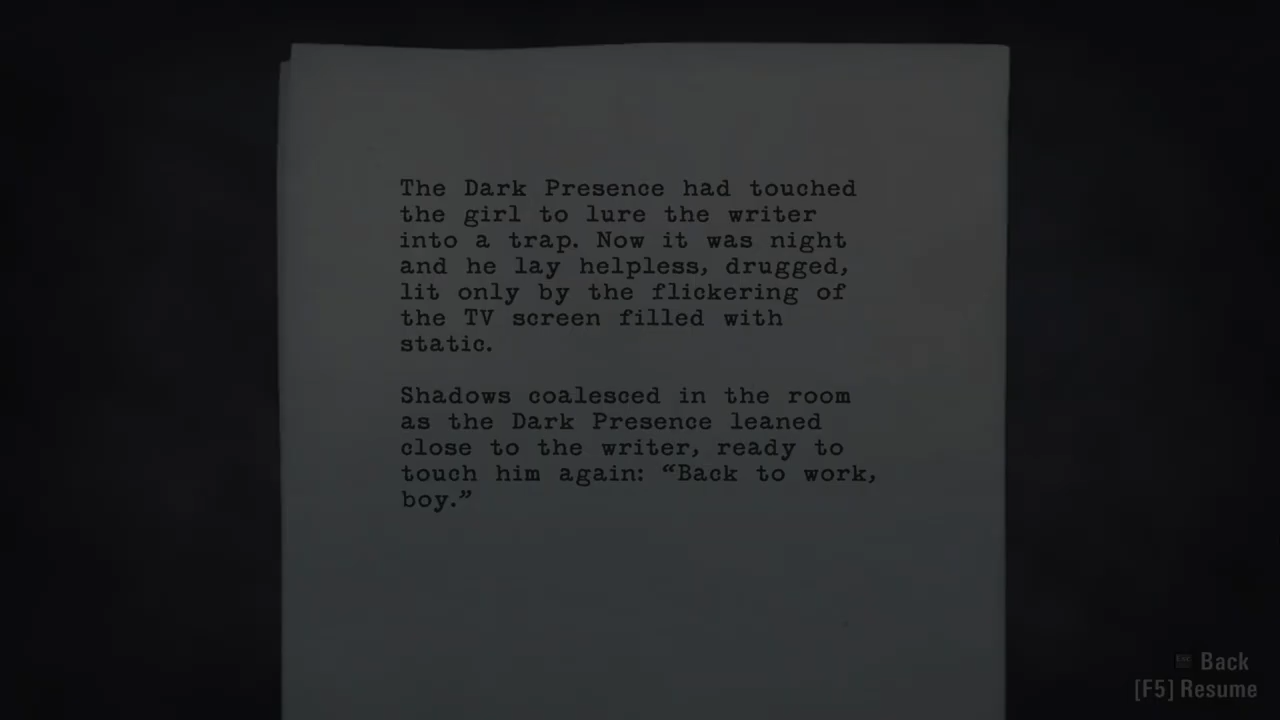 The Dark Presence had touched
the girl to lure the writer
into a trap. Now it was night
and he lay helpless, drugged,
lit only by the flickering of
the TV screen filled with
static.
Shadows coalesced in the room
as the Dark Presence leaned
close to the writer, ready to
touch him again: “Back to work,
boy.”
Esc Back
[F5] Resume